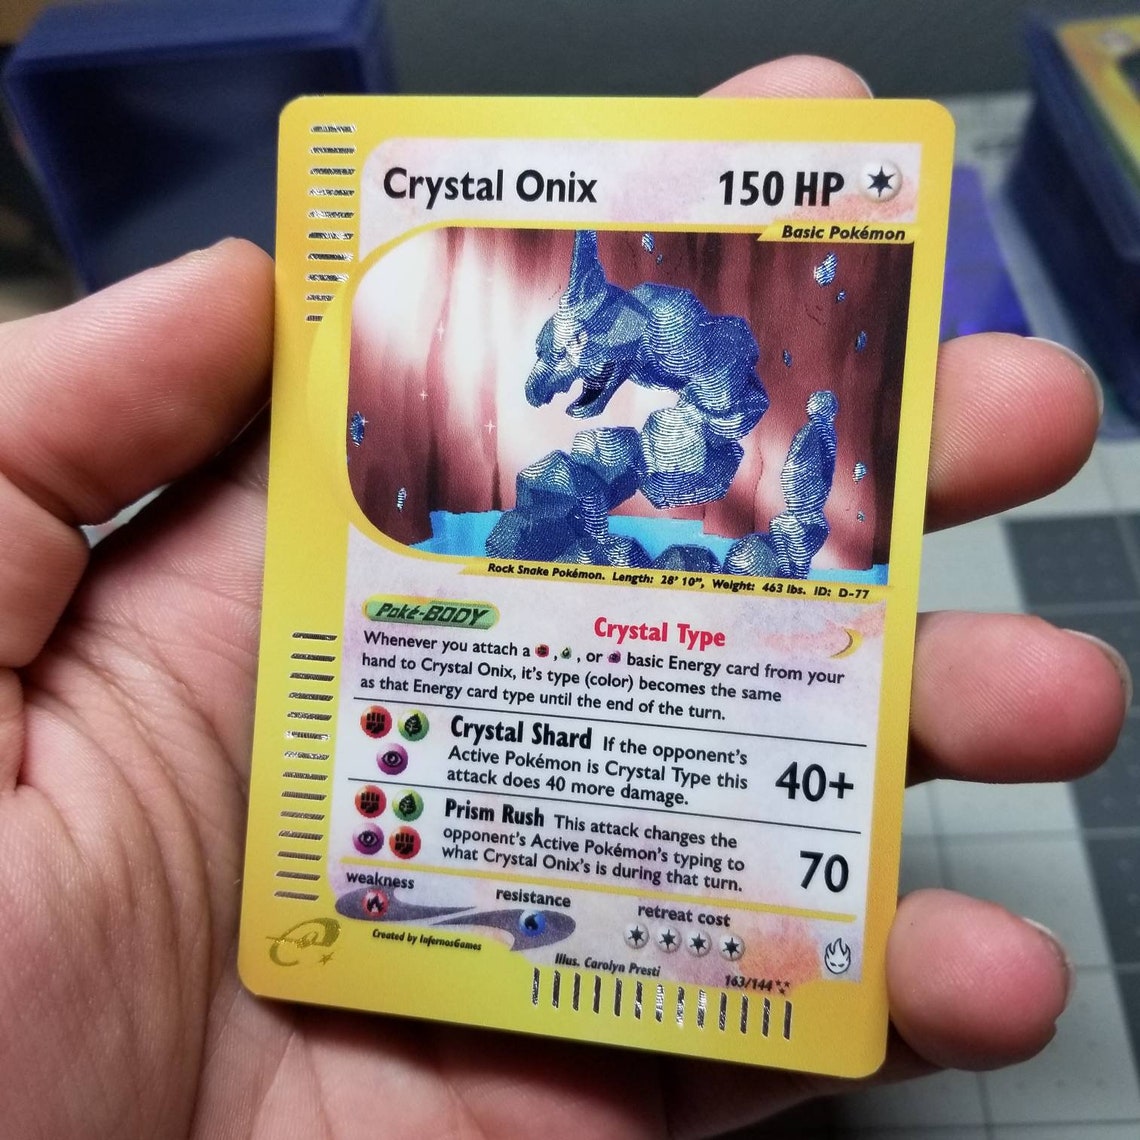 Crystal Onix 150 HP
Basic Pokémon
Rock Snake Pokémon. Length: 28' 10", Weight: 463 lbs. ID: D-77
Poké-BODY
Crystal Type
Whenever you attach a , , or basic Energy card from your
hand to Crystal Onix, it's type (color) becomes the same
as that Energy card type until the end of the turn.
Crystal Shard If the opponent's
Active Pokémon is Crystal Type this
attack does 40 more damage.
40+
Prism Rush This attack changes the
opponent's Active Pokémon's typing to
what Crystal Onix's is during that turn.
70
weakness
resistance
retreat cost
Created by InfernosGames
Illus. Carolyn Presti
163/144